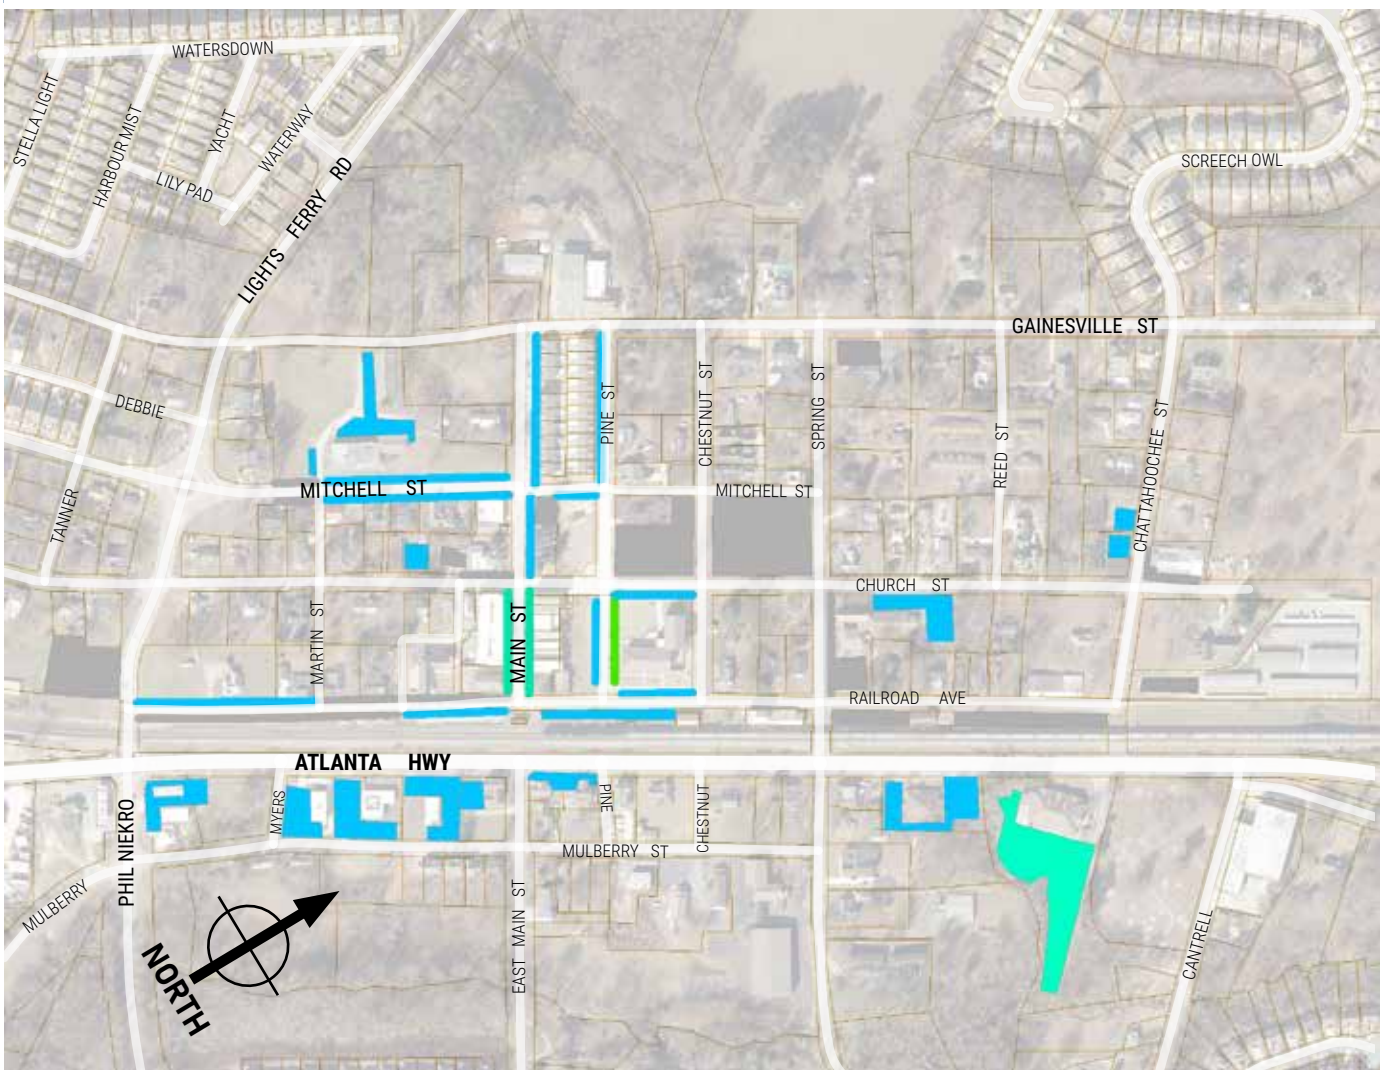 WATERSDOWN
STELLA LIGHT
HARBOUR MIST
YACHT
WATERWAY
LILY PAD
LIGHTS FERRY RD
SCREECH OWL
GAINESVILLE ST
DEBBIE
TANNER
PINE ST
CHESTNUT ST
SPRING ST
REED ST
CHATTAHOOCHEE ST
MITCHELL ST
MITCHELL ST
CHURCH ST
MARTIN ST
MAIN ST
RAILROAD AVE
ATLANTA HWY
PHIL NIEKRO
MYERS
PINE
CHESTNUT
MULBERRY ST
MULBERRY
EAST MAIN ST
CANTRELL
NORTH